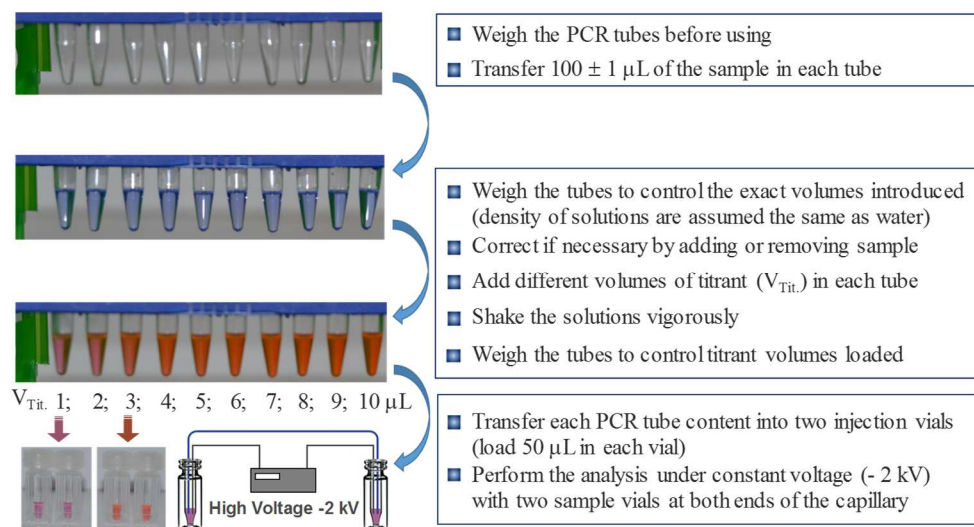 Weigh the PCR tubes before using
Transfer 100 ± 1 μL of the sample in each tube
Weigh the tubes to control the exact volumes introduced
(density of solutions are assumed the same as water)
Correct if necessary by adding or removing sample
Add different volumes of titrant (V_Tit.) in each tube
Shake the solutions vigorously
Weigh the tubes to control titrant volumes loaded
V_Tit. 1; 2; 3; 4; 5; 6; 7; 8; 9; 10 μL
High Voltage -2 kV
Transfer each PCR tube content into two injection vials
(load 50 μL in each vial)
Perform the analysis under constant voltage (- 2 kV)
with two sample vials at both ends of the capillary